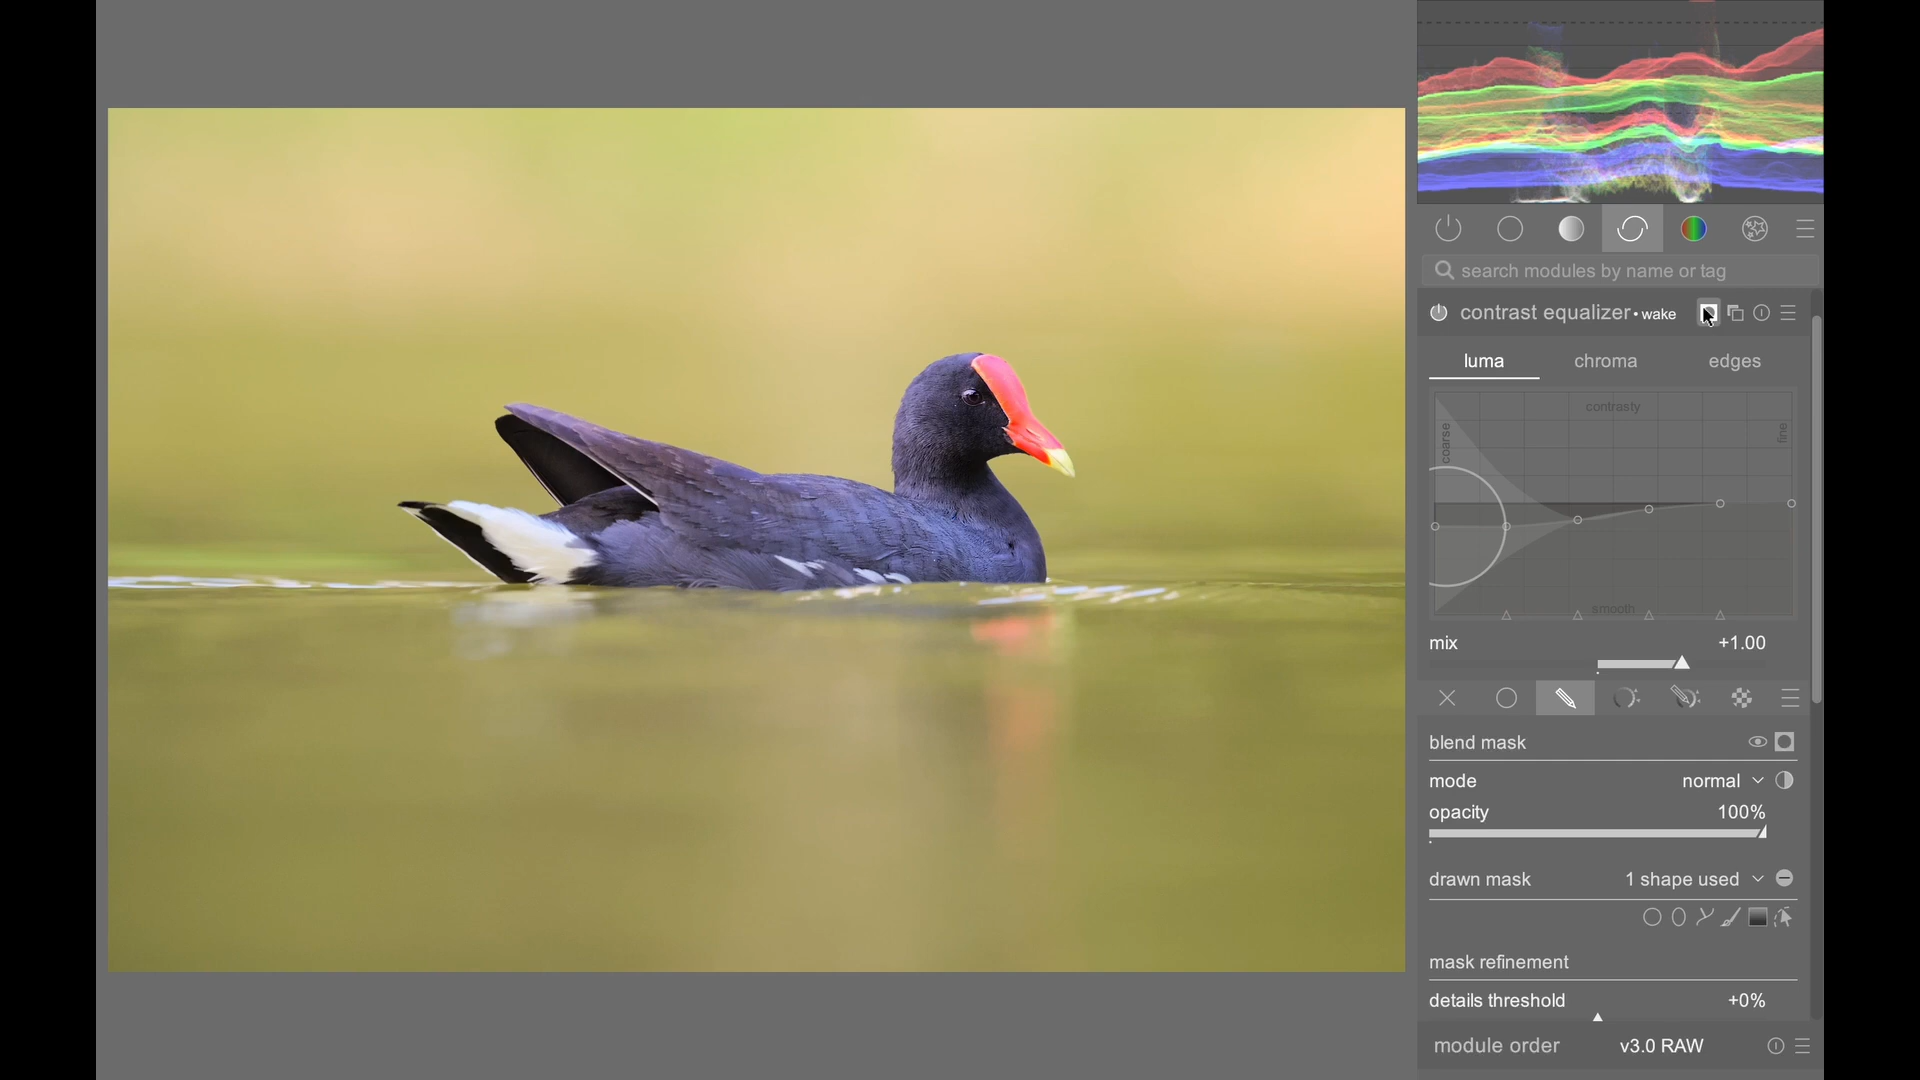 search modules by name or tag
contrast equalizer • wake
luma chroma edges
contrasty
coarse
fine
smooth
mix +1.00
blend mask
mode normal
opacity 100%
drawn mask 1 shape used
mask refinement
details threshold +0%
module order v3.0 RAW